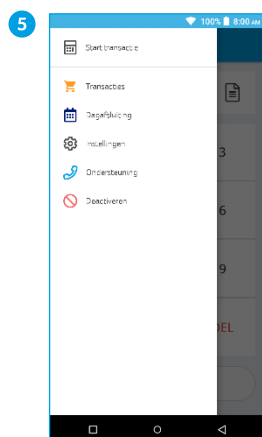 5
100% 8:00 AM
Start transactie
Transacties
Dagafsluiting
Instellingen
3
Ondersteuning
6
Deactiveren
9
DEL